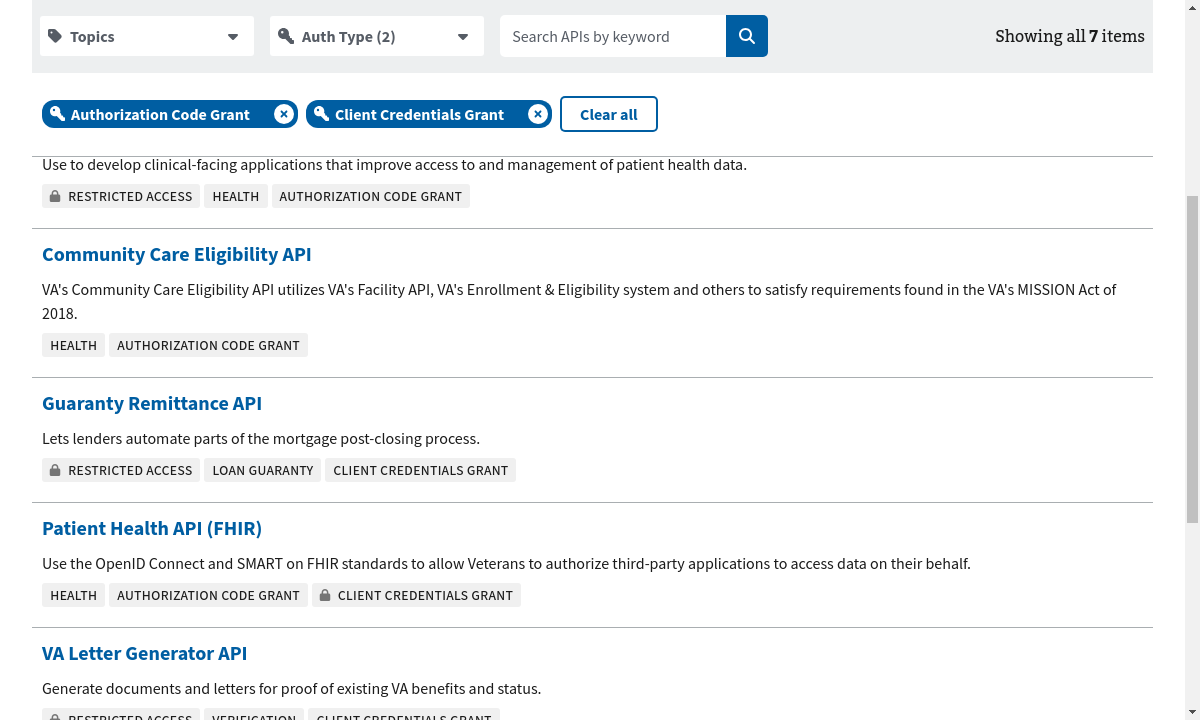 Topics
Auth Type (2)
Search APIs by keyword
Showing all 7 items
Authorization Code Grant
Client Credentials Grant
Clear all
Use to develop clinical-facing applications that improve access to and management of patient health data.
RESTRICTED ACCESS HEALTH AUTHORIZATION CODE GRANT
Community Care Eligibility API
VA's Community Care Eligibility API utilizes VA's Facility API, VA's Enrollment & Eligibility system and others to satisfy requirements found in the VA's MISSION Act of
2018.
HEALTH AUTHORIZATION CODE GRANT
Guaranty Remittance API
Lets lenders automate parts of the mortgage post-closing process.
RESTRICTED ACCESS LOAN GUARANTY CLIENT CREDENTIALS GRANT
Patient Health API (FHIR)
Use the OpenID Connect and SMART on FHIR standards to allow Veterans to authorize third-party applications to access data on their behalf.
HEALTH AUTHORIZATION CODE GRANT CLIENT CREDENTIALS GRANT
VA Letter Generator API
Generate documents and letters for proof of existing VA benefits and status.
RESTRICTED ACCESS VERIFICATION CLIENT CREDENTIALS GRANT